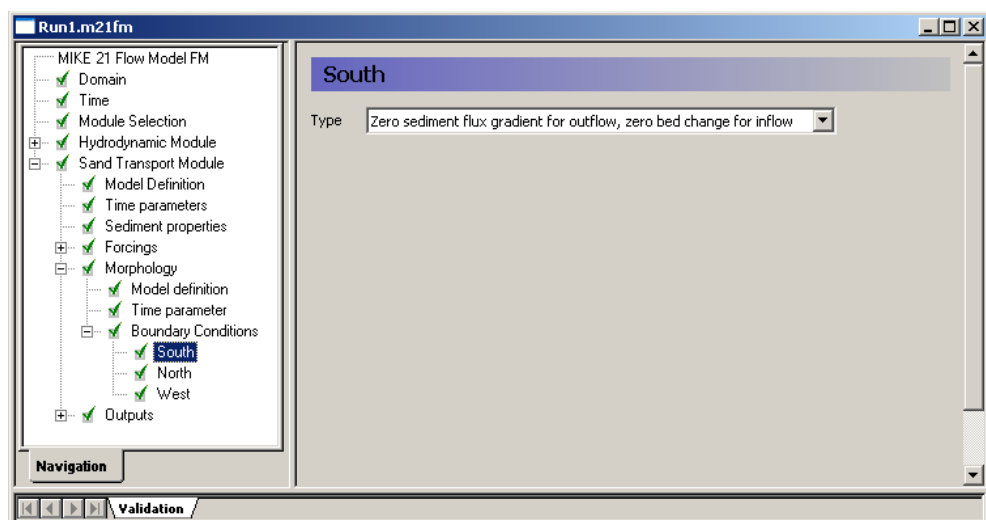 Run1.m21fm
MIKE 21 Flow Model FM
Domain
Time
Module Selection
Hydrodynamic Module
Sand Transport Module
Model Definition
Time parameters
Sediment properties
Forcings
Morphology
Model definition
Time parameter
Boundary Conditions
South
North
West
Outputs
Navigation
South
Type Zero sediment flux gradient for outflow, zero bed change for inflow
Validation